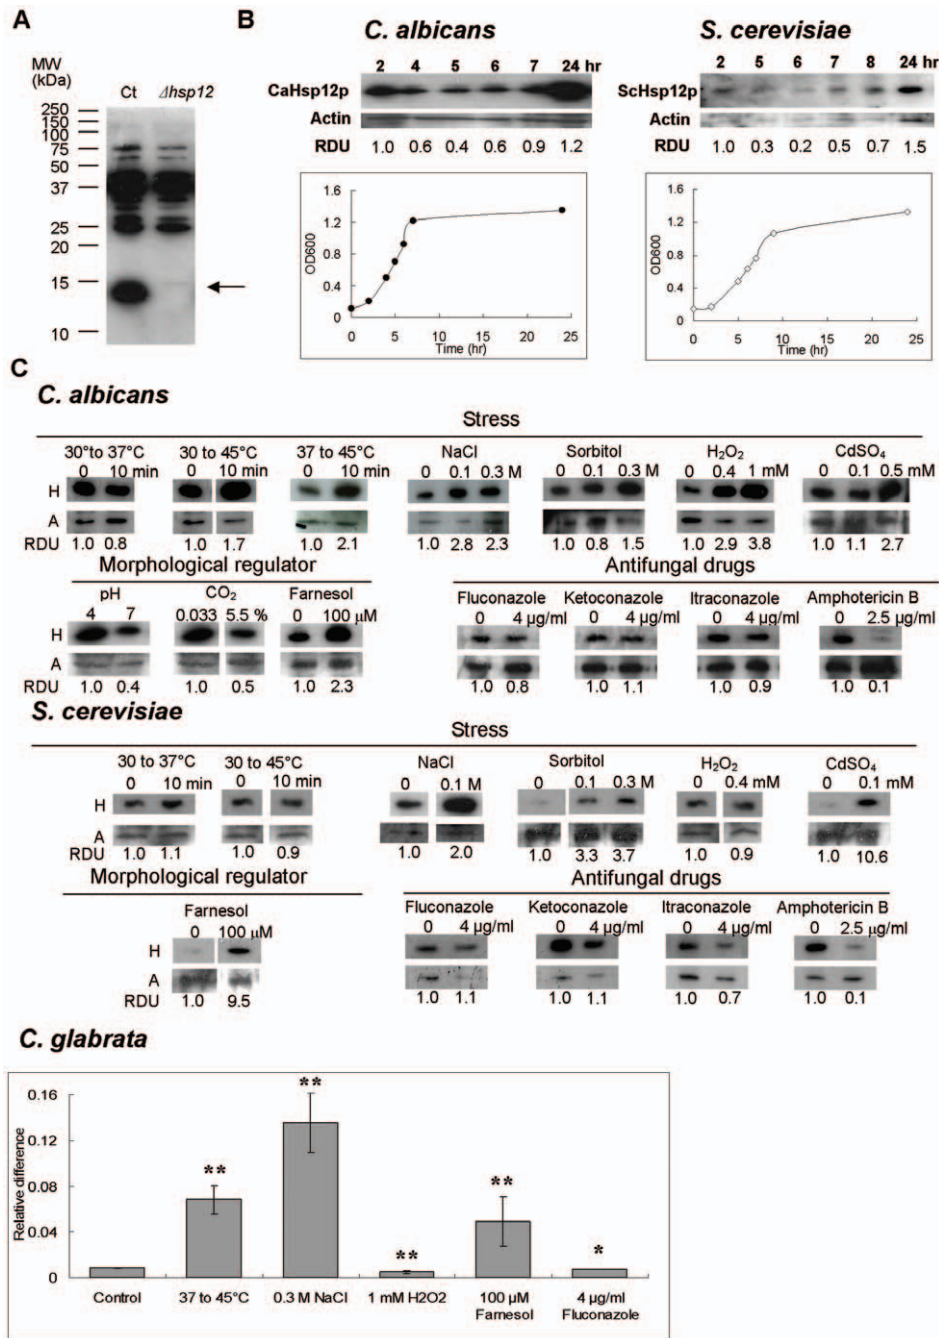 A
MW
(kDa)
Ct Δhsp12
250
150
100
75
50
37
25
20
15
10
B
C. albicans
2 4 5 6 7 24 hr
CaHsp12p
Actin
RDU 1.0 0.6 0.4 0.6 0.9 1.2
1.6
1.2
0.8
0.4
0
OD600
0 5 10 15 20 25
Time (hr)
S. cerevisiae
2 5 6 7 8 24 hr
ScHsp12p
Actin
RDU 1.0 0.3 0.2 0.5 0.7 1.5
1.6
1.2
0.8
0.4
0
OD600
0 5 10 15 20 25
Time (hr)
C
C. albicans
Stress
30°to 37°C 30 to 45°C 37 to 45°C NaCl Sorbitol H₂O₂ CdSO₄
0 10 min 0 10 min 0 10 min 0 0.1 0.3 M 0 0.1 0.3 M 0 0.4 1 mM 0 0.1 0.5 mM
H
A
RDU 1.0 0.8 1.0 1.7 1.0 2.1 1.0 2.8 2.3 1.0 0.8 1.5 1.0 2.9 3.8 1.0 1.1 2.7
Morphological regulator Antifungal drugs
pH CO₂ Farnesol Fluconazole Ketoconazole Itraconazole Amphotericin B
4 7 0.033 5.5 % 0 100 µM 0 4 µg/ml 0 4 µg/ml 0 4 µg/ml 0 2.5 µg/ml
H
A
RDU 1.0 0.4 1.0 0.5 1.0 2.3 1.0 0.8 1.0 1.1 1.0 0.9 1.0 0.1
S. cerevisiae
Stress
30 to 37°C 30 to 45°C NaCl Sorbitol H₂O₂ CdSO₄
0 10 min 0 10 min 0 0.1 M 0 0.1 0.3 M 0 0.4 mM 0 0.1 mM
H
A
RDU 1.0 1.1 1.0 0.9 1.0 2.0 1.0 3.3 3.7 1.0 0.9 1.0 10.6
Morphological regulator Antifungal drugs
Farnesol Fluconazole Ketoconazole Itraconazole Amphotericin B
0 100 µM 0 4 µg/ml 0 4 µg/ml 0 4 µg/ml 0 2.5 µg/ml
H
A
RDU 1.0 9.5 1.0 1.1 1.0 1.1 1.0 0.7 1.0 0.1
C. glabrata
0.16
0.12
0.08
0.04
0
Relative difference
** ** ** ** *
Control 37 to 45°C 0.3 M NaCl 1 mM H2O2 100 µM 4 µg/ml
Farnesol Fluconazole